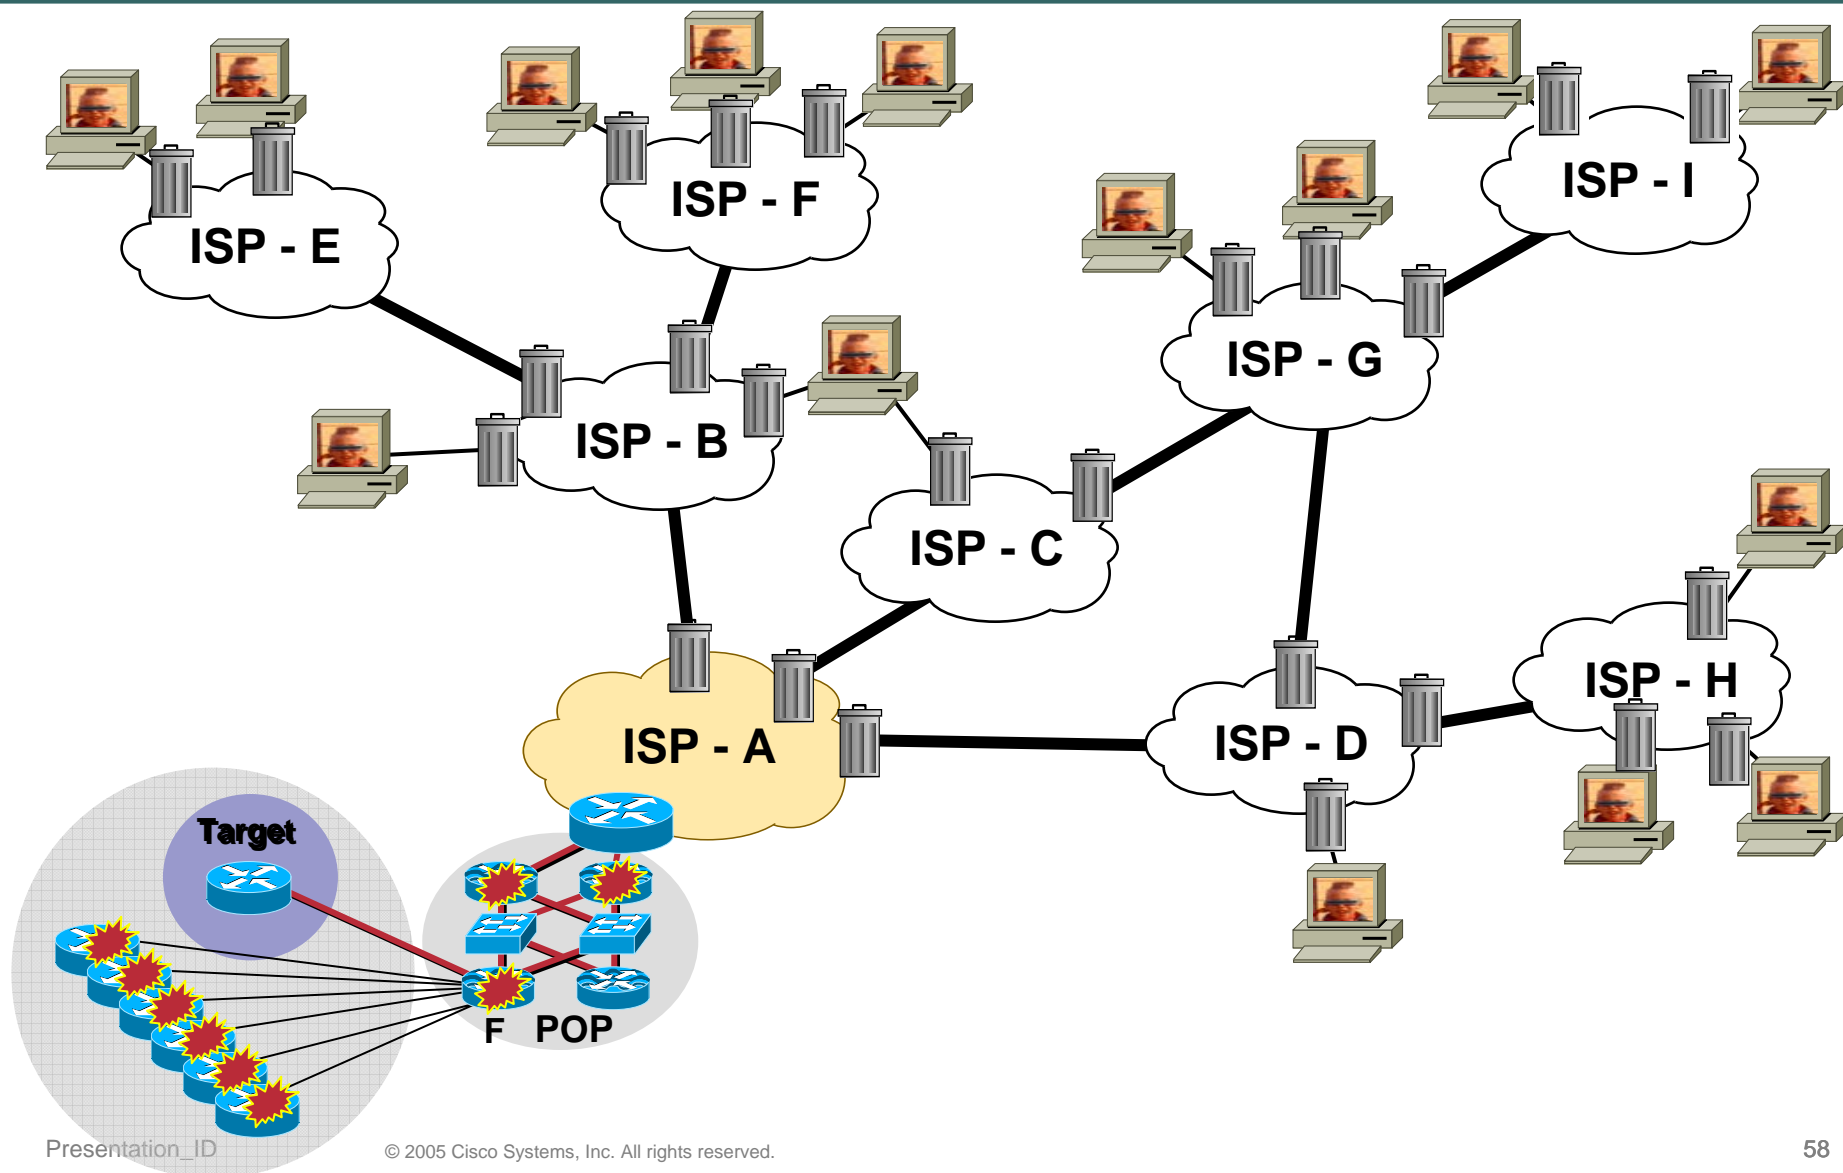 ISP - I
ISP - F
ISP - E
ISP - G
ISP - B
ISP - C
ISP - H
ISP - A
ISP - D
Target
F
POP
Presentation_ID
© 2005 Cisco Systems, Inc. All rights reserved.
58